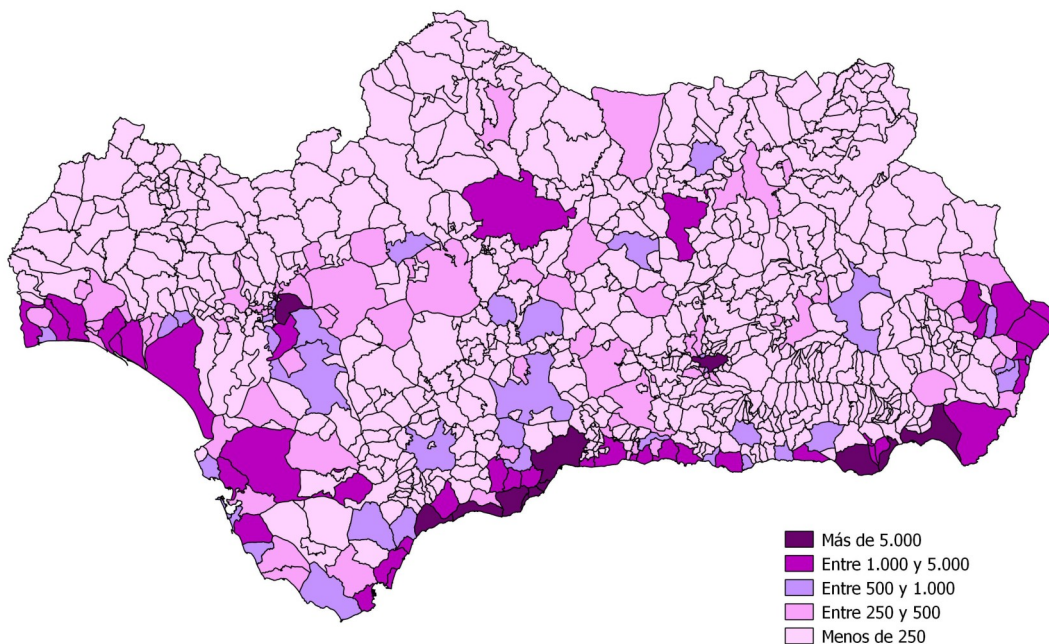 Más de 5.000
Entre 1.000 y 5.000
Entre 500 y 1.000
Entre 250 y 500
Menos de 250